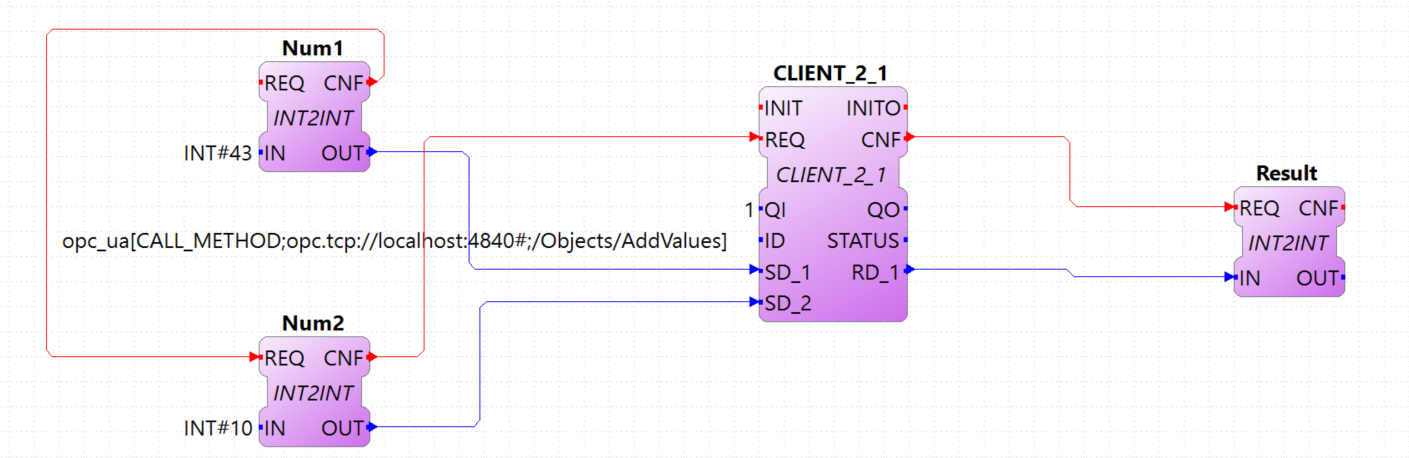 Num1
REQ CNF
INT2INT
INT#43 IN OUT
CLIENT_2_1
INIT INITO
REQ CNF
CLIENT_2_1
1 QI QO
opc_ua[CALL_METHOD;opc.tcp://localhost:4840#;/Objects/AddValues] ID STATUS
SD_1 RD_1
SD_2
Result
REQ CNF
INT2INT
IN OUT
Num2
REQ CNF
INT2INT
INT#10 IN OUT